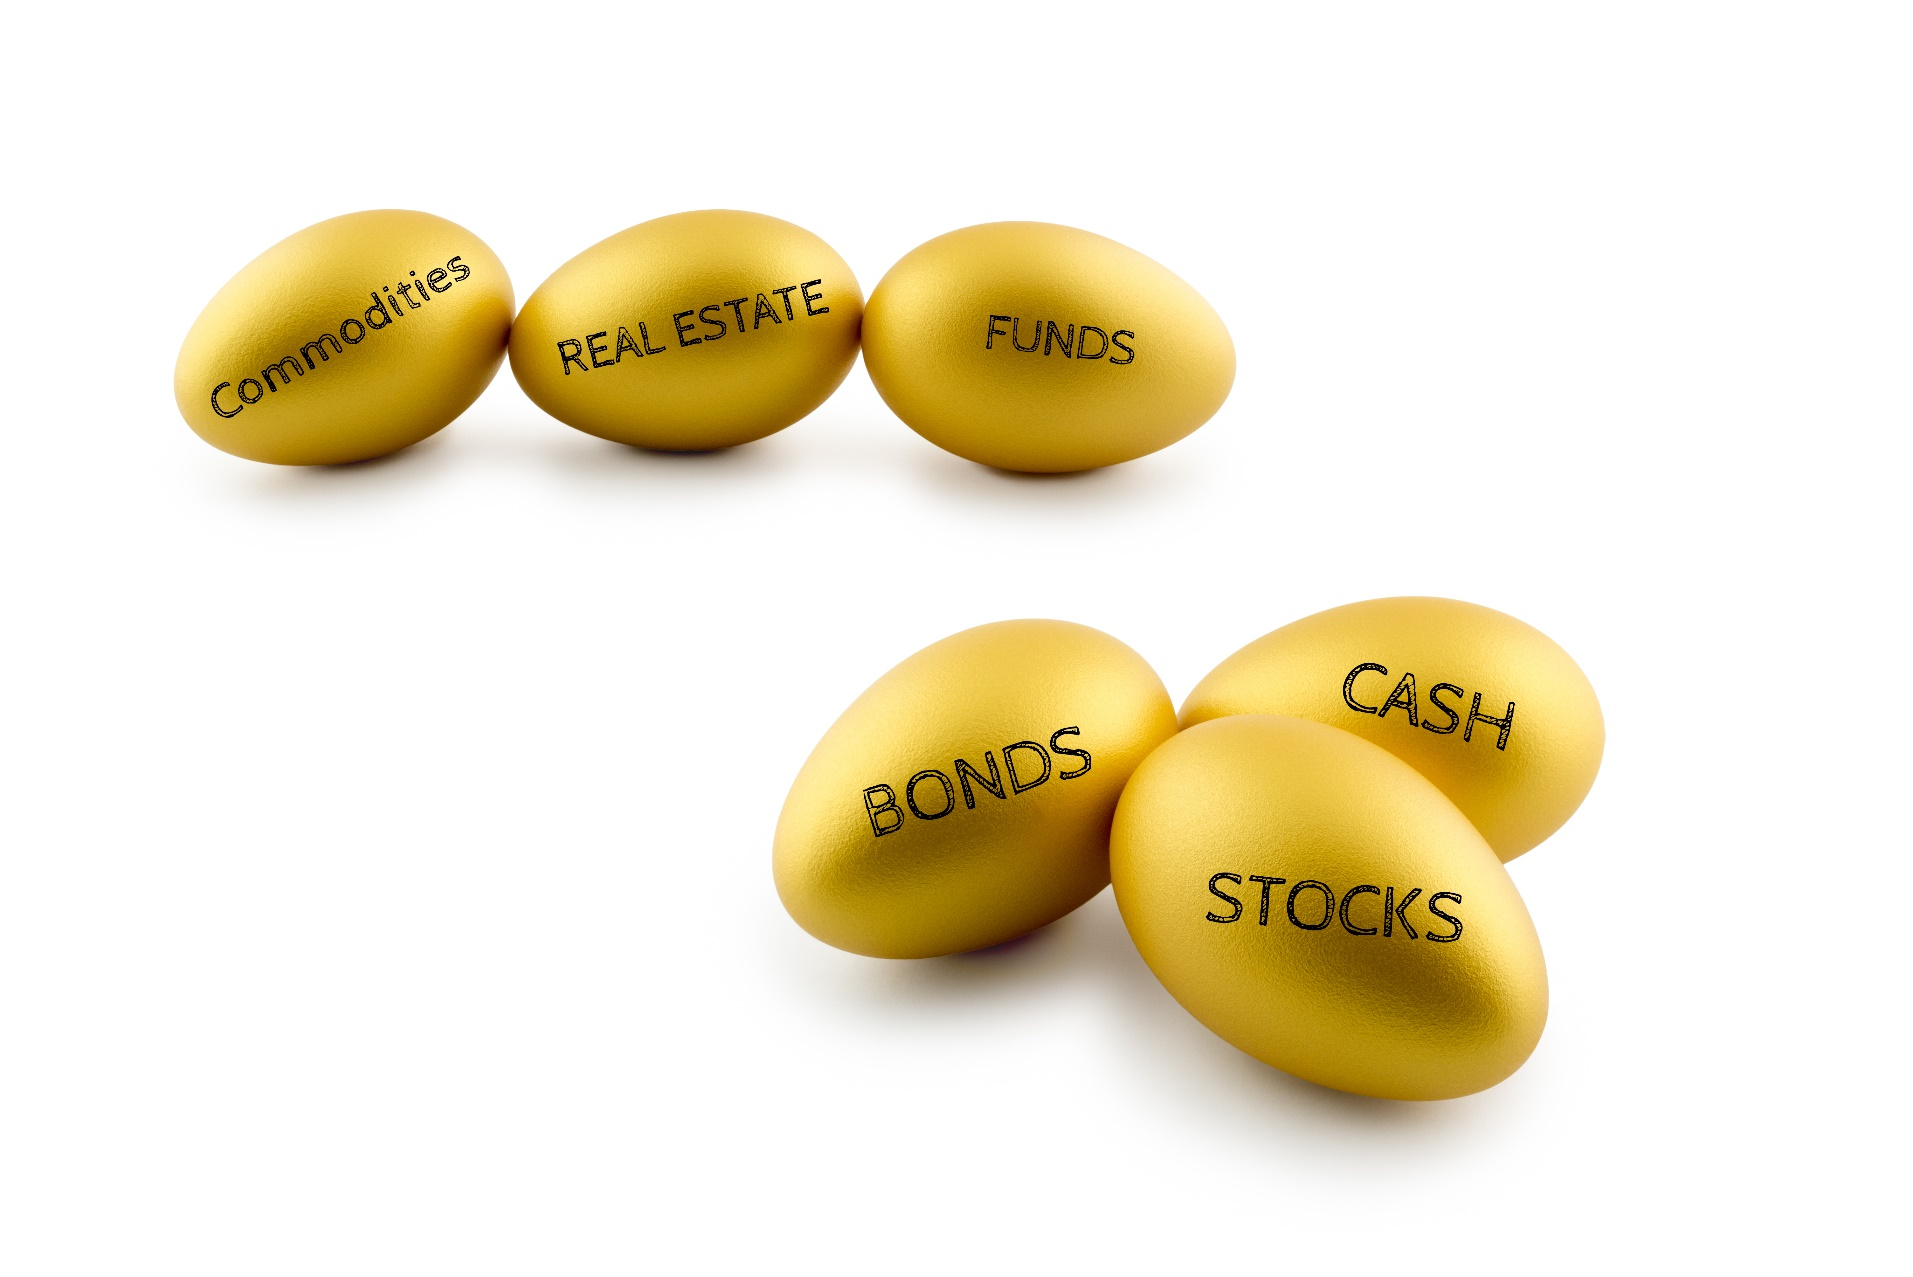 Commodities
REAL ESTATE
FUNDS
BONDS
CASH
STOCKS